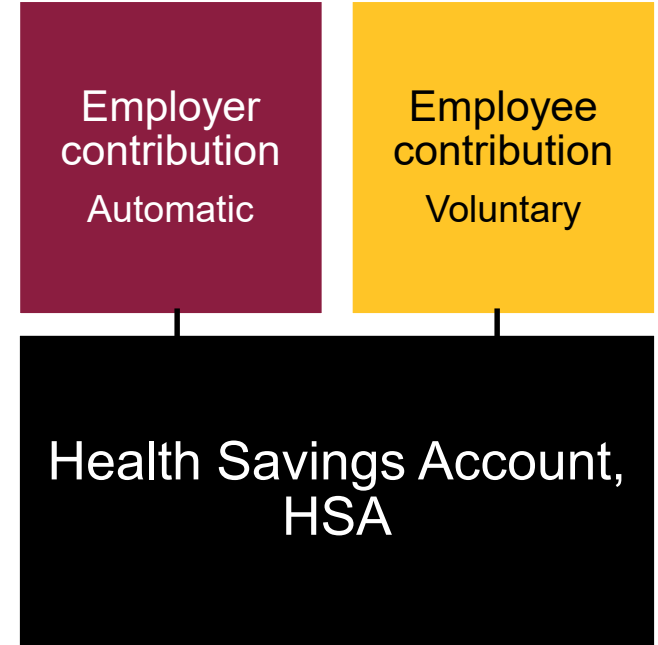 Employer
contribution
Automatic
Employee
contribution
Voluntary
Health Savings Account,
HSA